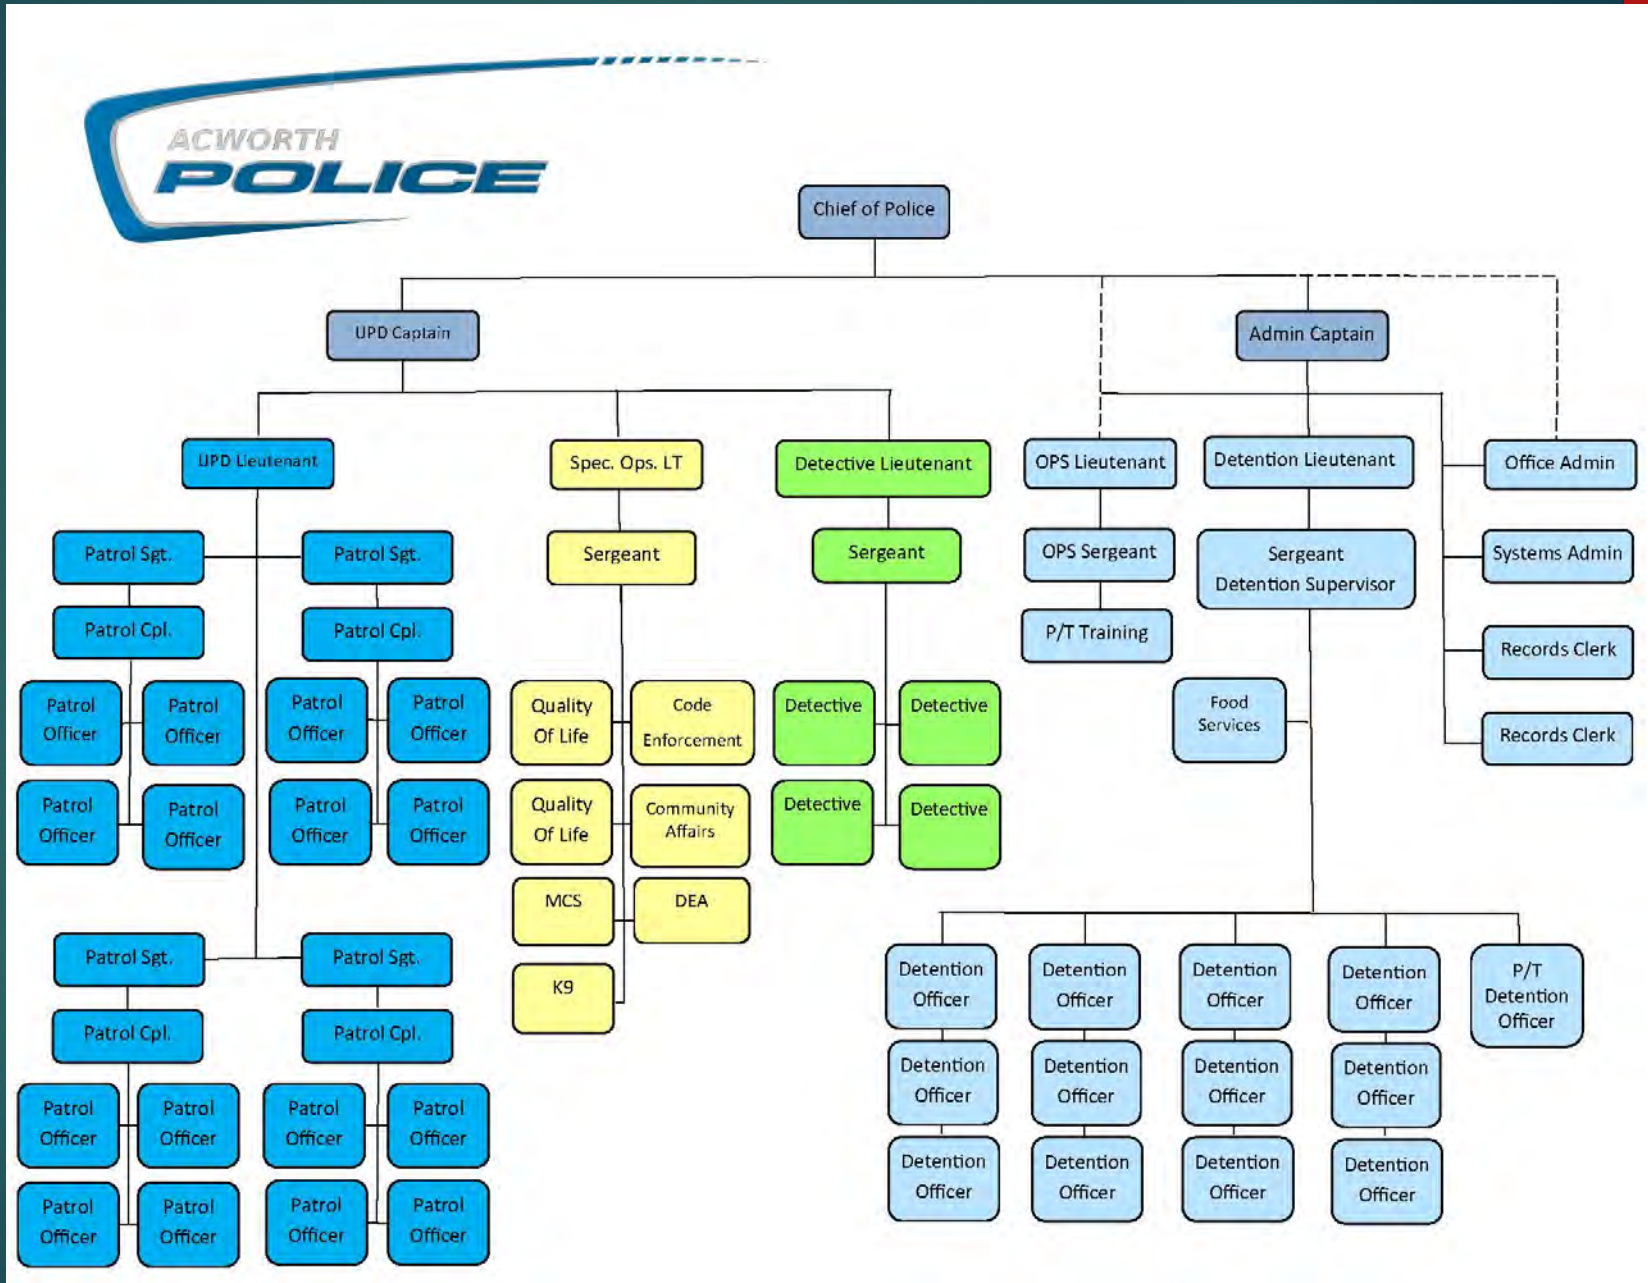 ACWORTH
POLICE
Chief of Police
UPD Captain
Admin Captain
UPD Lieutenant
Spec. Ops. LT
Detective Lieutenant
OPS Lieutenant
Detention Lieutenant
Office Admin
Patrol Sgt.
Patrol Sgt.
Sergeant
Sergeant
OPS Sergeant
Sergeant
Detention Supervisor
Systems Admin
Patrol Cpl.
Patrol Cpl.
P/T Training
Records Clerk
Patrol
Officer
Patrol
Officer
Patrol
Officer
Patrol
Officer
Quality
Of Life
Code
Enforcement
Detective
Detective
Food
Services
Records Clerk
Patrol
Officer
Patrol
Officer
Patrol
Officer
Patrol
Officer
Quality
Of Life
Community
Affairs
Detective
Detective
MCS
DEA
K9
Patrol Sgt.
Patrol Sgt.
Detention
Officer
Detention
Officer
Detention
Officer
Detention
Officer
P/T
Detention
Officer
Patrol Cpl.
Patrol Cpl.
Detention
Officer
Detention
Officer
Detention
Officer
Detention
Officer
Patrol
Officer
Patrol
Officer
Patrol
Officer
Patrol
Officer
Detention
Officer
Detention
Officer
Detention
Officer
Detention
Officer
Patrol
Officer
Patrol
Officer
Patrol
Officer
Patrol
Officer